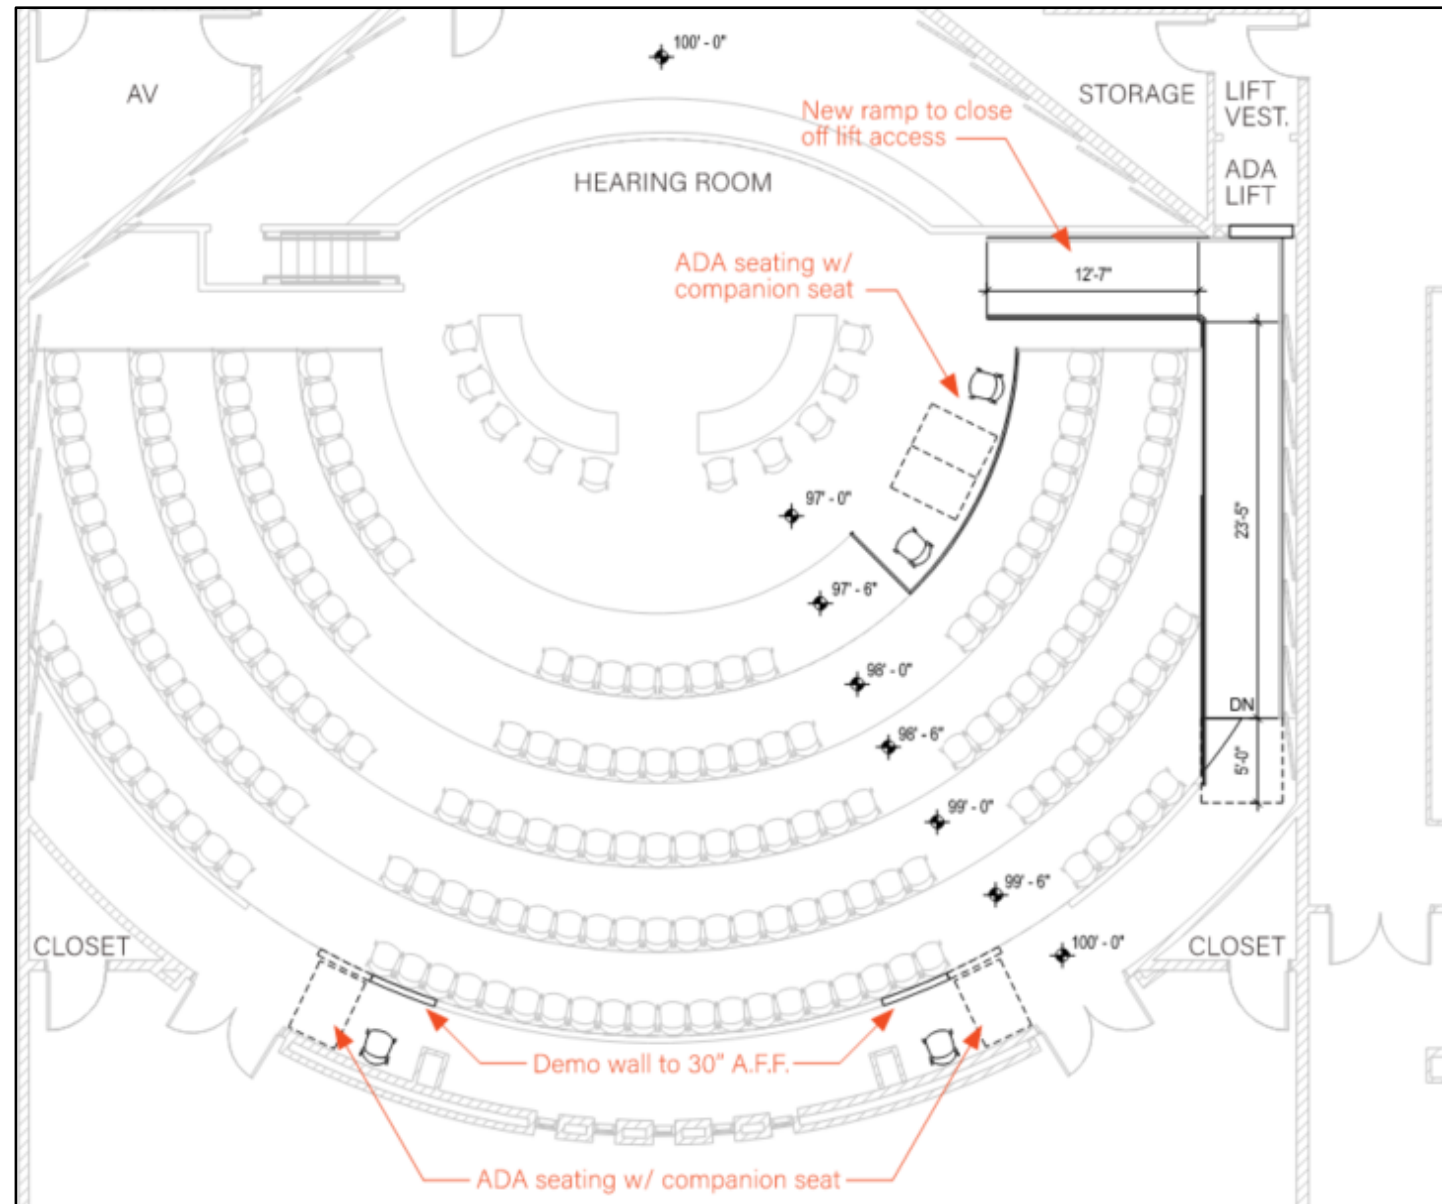 100' - 0"
AV
STORAGE
LIFT
VEST.
New ramp to close
off lift access
ADA
LIFT
HEARING ROOM
ADA seating w/
companion seat
12'-7"
97' - 0"
23'-5"
97' - 6"
98' - 0"
DN
98' - 6"
5'-0"
99' - 0"
99' - 6"
CLOSET
100' - 0"
CLOSET
Demo wall to 30" A.F.F.
ADA seating w/ companion seat